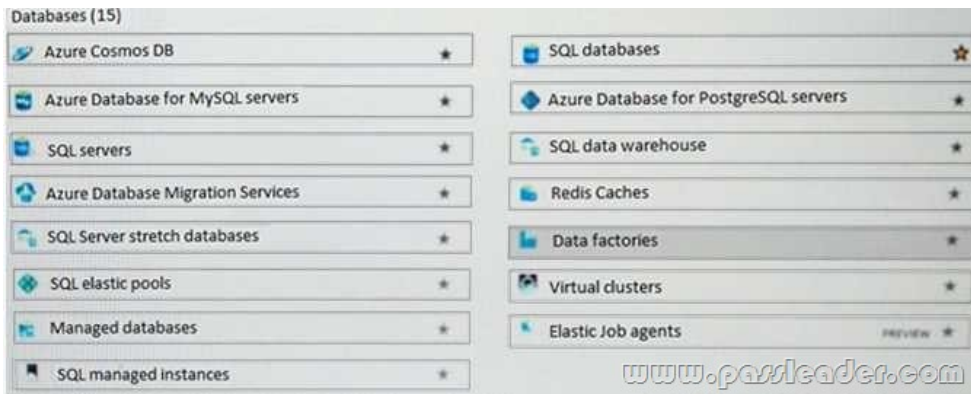 Databases (15)
Azure Cosmos DB
SQL databases
Azure Database for MySQL servers
Azure Database for PostgreSQL servers
SQL servers
SQL data warehouse
Azure Database Migration Services
Redis Caches
SQL Server stretch databases
Data factories
SQL elastic pools
Virtual clusters
Managed databases
Elastic Job agents
PREVIEW
SQL managed instances
www.passleader.com